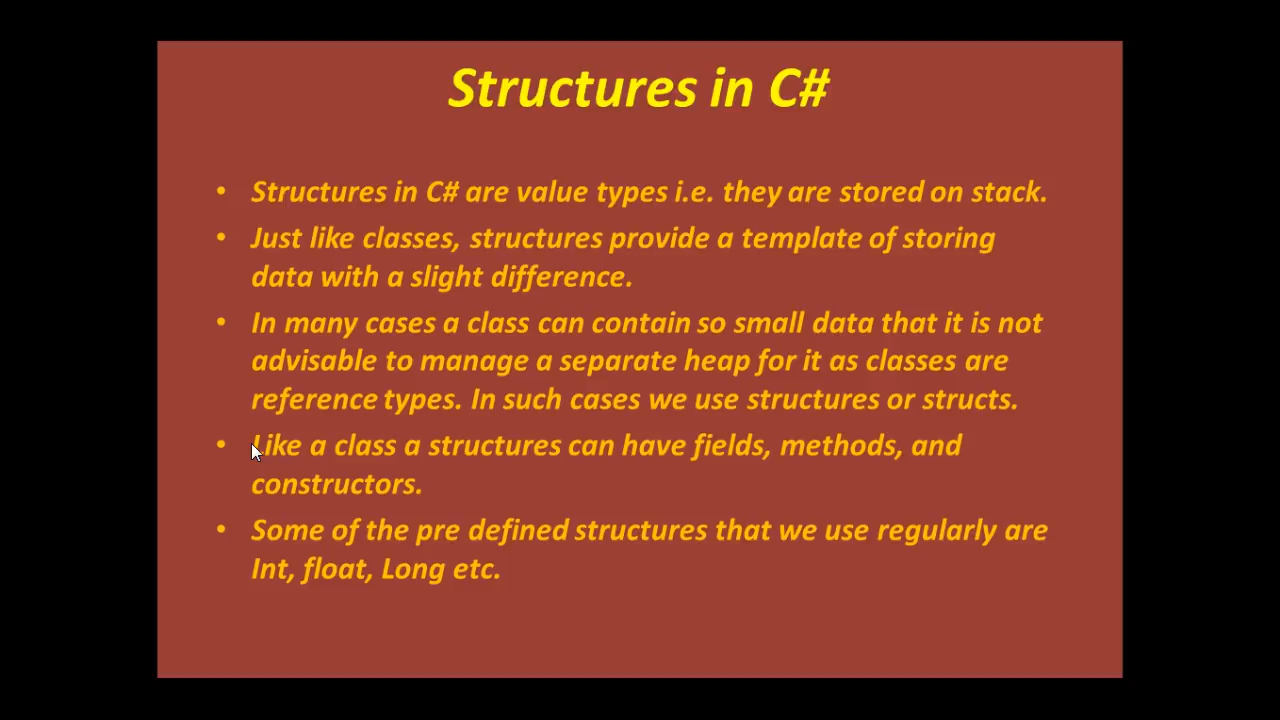 Structures in C#
• Structures in C# are value types i.e. they are stored on stack.
• Just like classes, structures provide a template of storing
data with a slight difference.
• In many cases a class can contain so small data that it is not
advisable to manage a separate heap for it as classes are
reference types. In such cases we use structures or structs.
• Like a class a structures can have fields, methods, and
constructors.
• Some of the pre defined structures that we use regularly are
Int, float, Long etc.